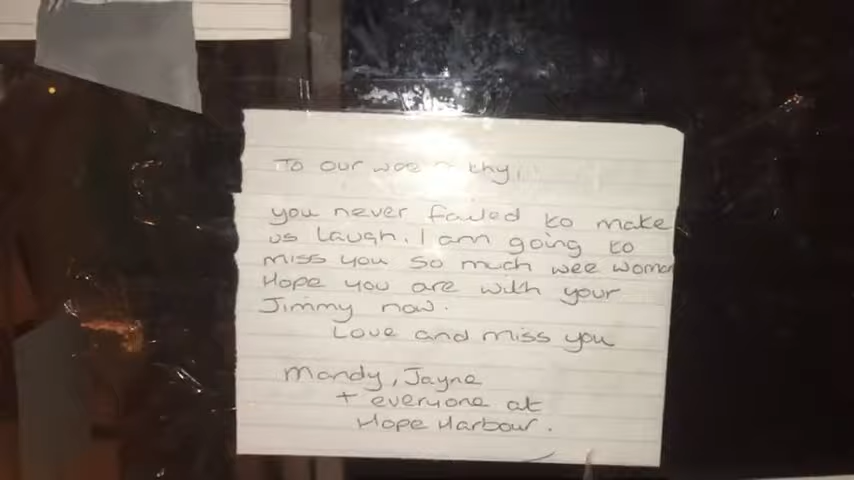 To our wee
you never failed to make
us laugh. I am going to
miss you so much wee woman
Hope you are with your
Jimmy now.
Love and miss you
Mandy, Jayne
+ everyone at
Hope Harbour.